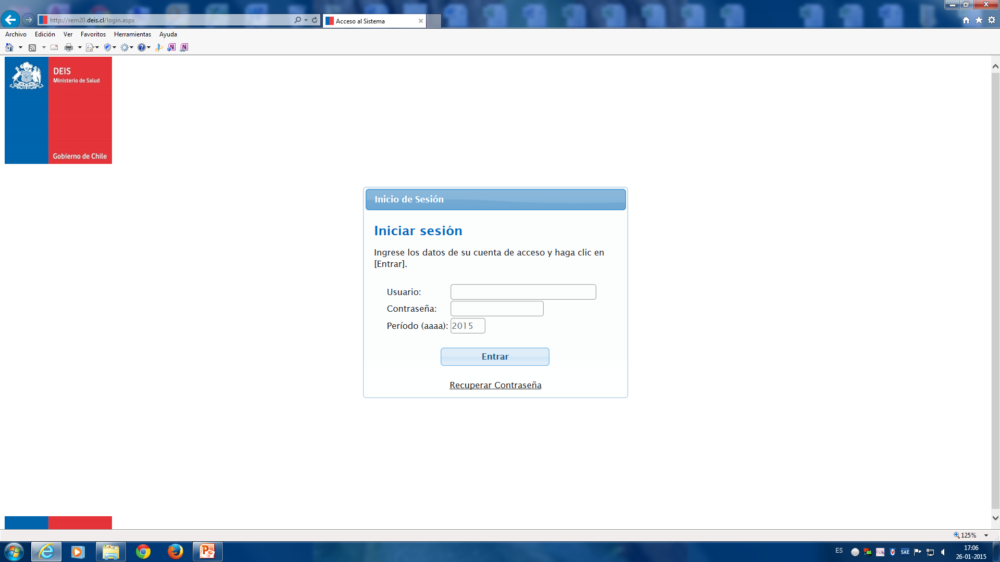 http://rem20.deis.cl/login.aspx
Acceso al Sistema
Archivo Edición Ver Favoritos Herramientas Ayuda
DEIS
Ministerio de Salud
Gobierno de Chile
Inicio de Sesión
Iniciar sesión
Ingrese los datos de su cuenta de acceso y haga clic en
[Entrar].
Usuario:
Contraseña:
Período (aaaa): 2015
Entrar
Recuperar Contraseña
125%
ES
SAE
17:06
26-01-2015